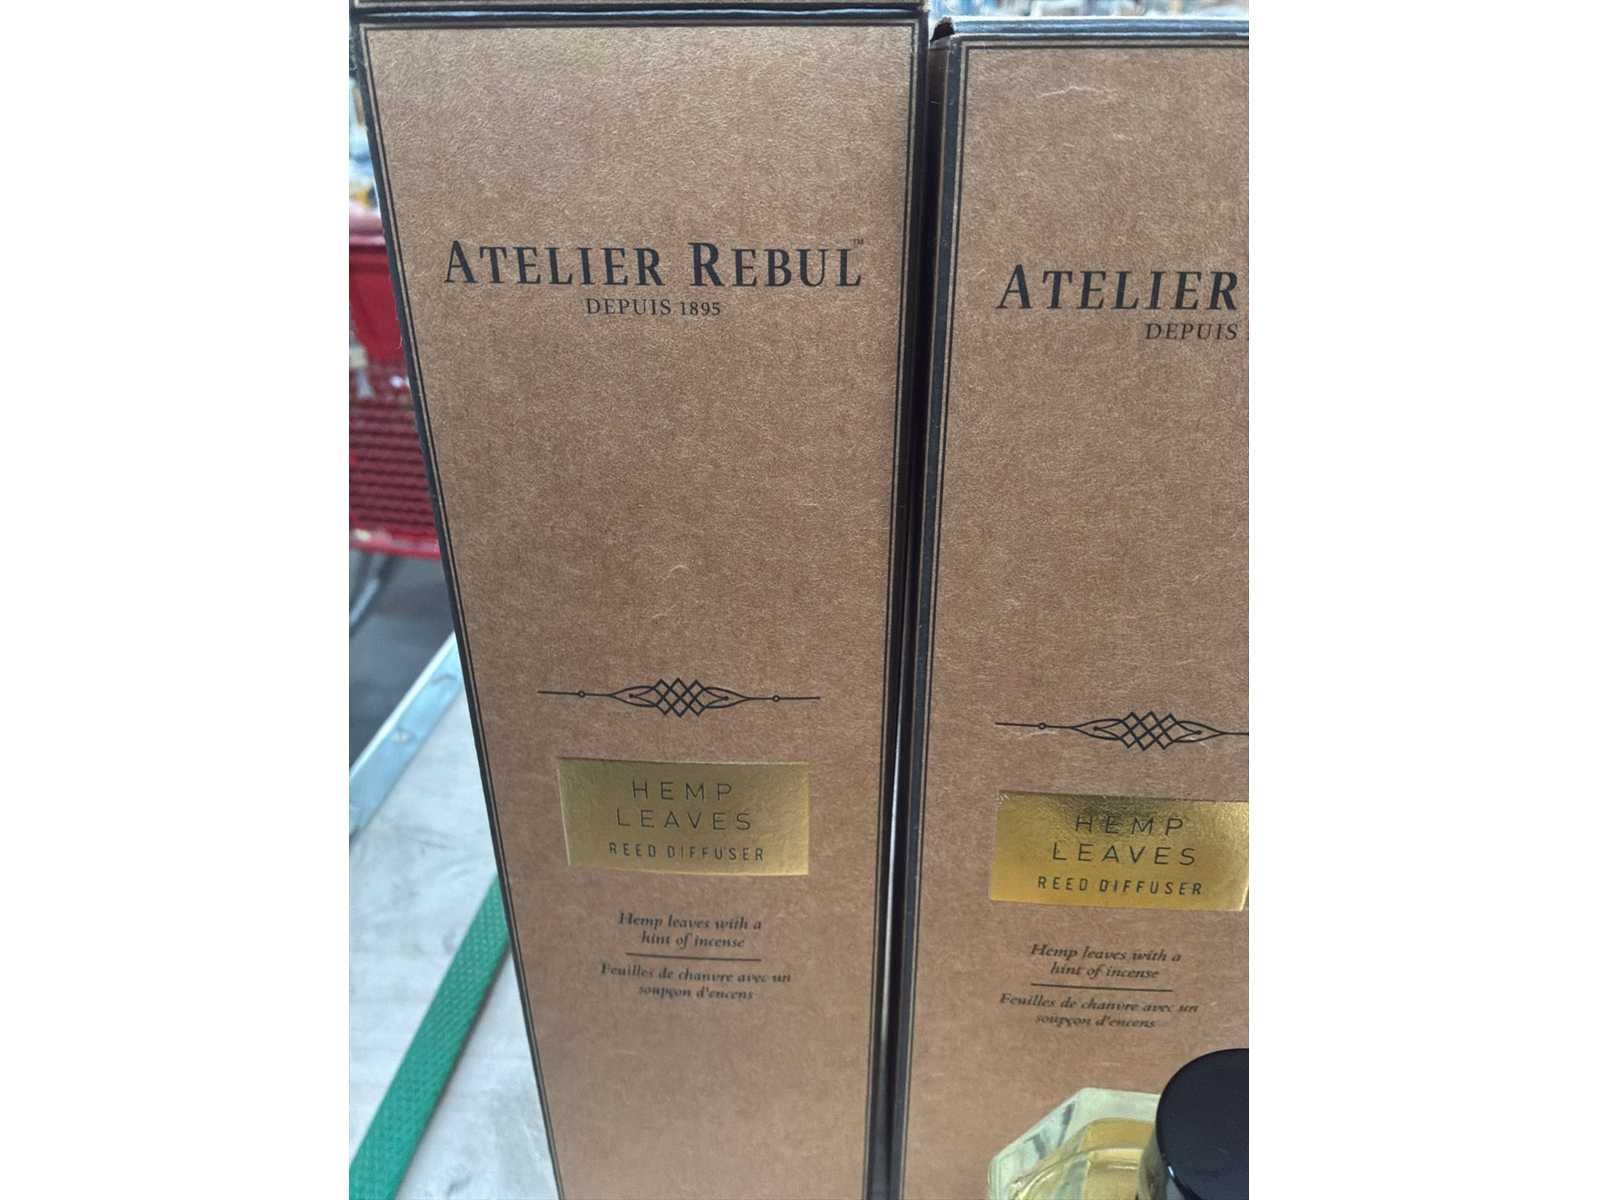 ATELIER REBUL™
DEPUIS 1895
HEMP
LEAVES
REED DIFFUSER
Hemp leaves with a
hint of incense
Feuilles de chanvre avec un
soupçon d'encens
ATELIER
DEPUIS
HEMP
LEAVES
REED DIFFUSER
Hemp leaves with a
hint of incense
Feuilles de chanvre avec un
soupçon d'encens